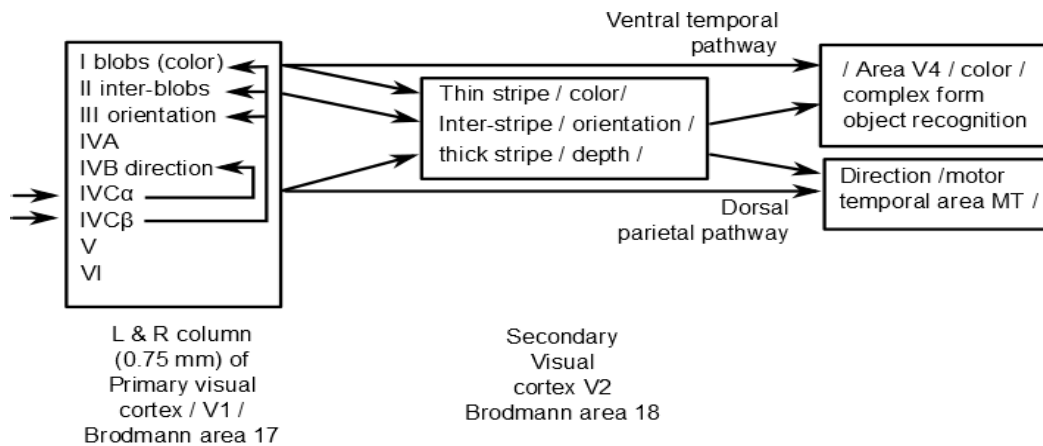 Ventral temporal
pathway
I blobs (color)
II inter-blobs
III orientation
IVA
IVB direction
IVCα
IVCβ
V
VI
Thin stripe / color/
Inter-stripe / orientation /
thick stripe / depth /
/ Area V4 / color /
complex form
object recognition
Direction /motor
temporal area MT /
Dorsal
parietal pathway
L & R column
(0.75 mm) of
Primary visual
cortex / V1 /
Brodmann area 17
Secondary
Visual
cortex V2
Brodmann area 18